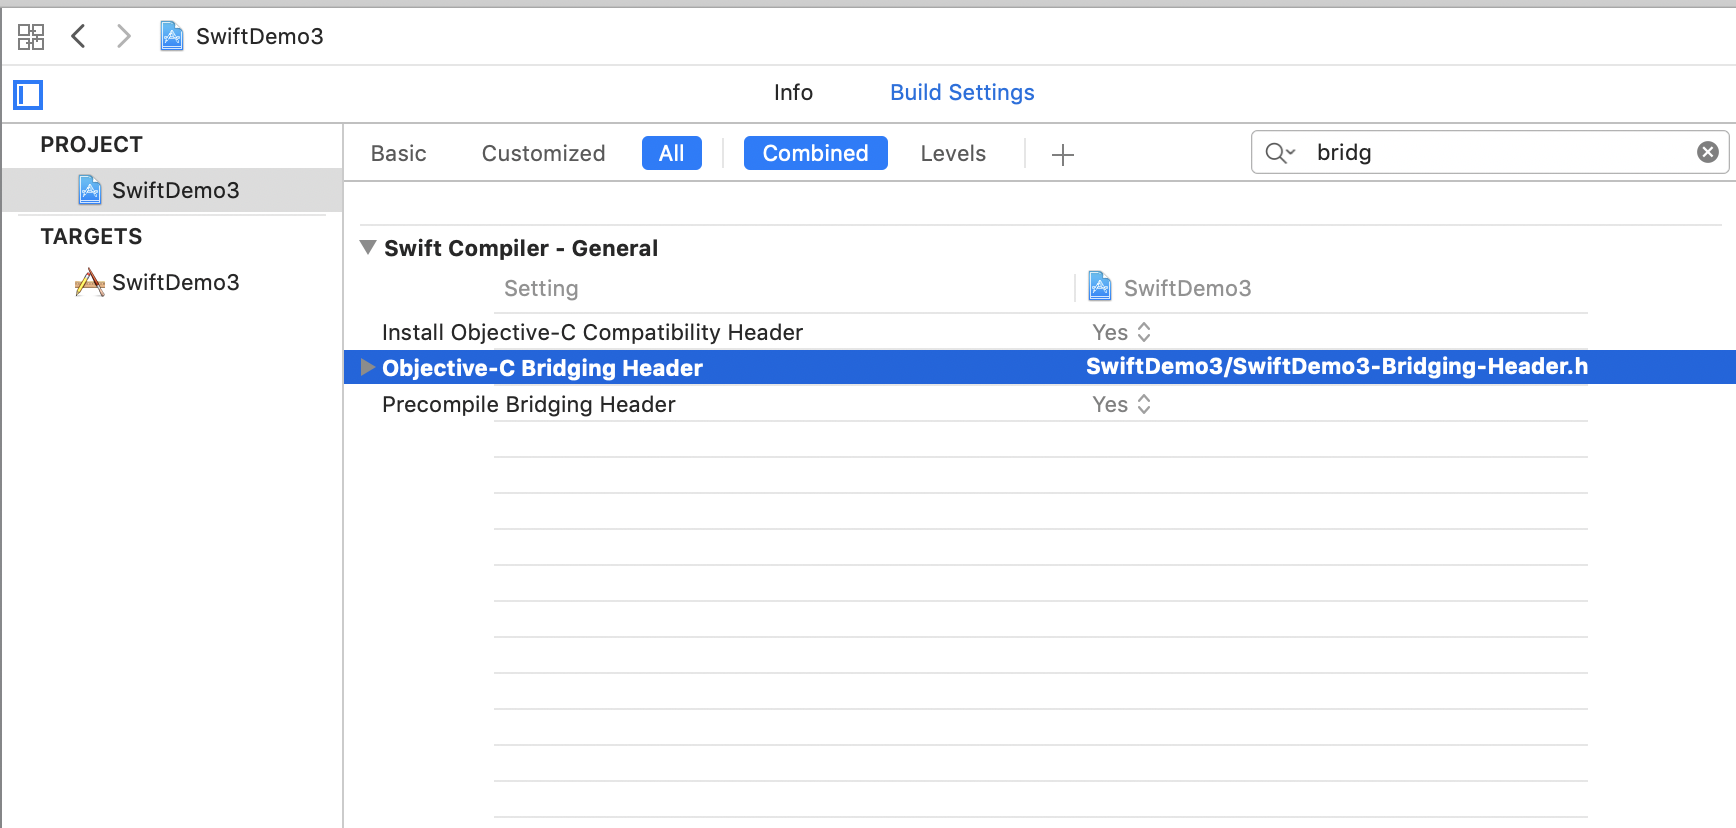 SwiftDemo3
Info Build Settings
PROJECT
SwiftDemo3
TARGETS
SwiftDemo3
Basic Customized All Combined Levels bridg
Swift Compiler - General
Setting SwiftDemo3
Install Objective-C Compatibility Header Yes
Objective-C Bridging Header SwiftDemo3/SwiftDemo3-Bridging-Header.h
Precompile Bridging Header Yes